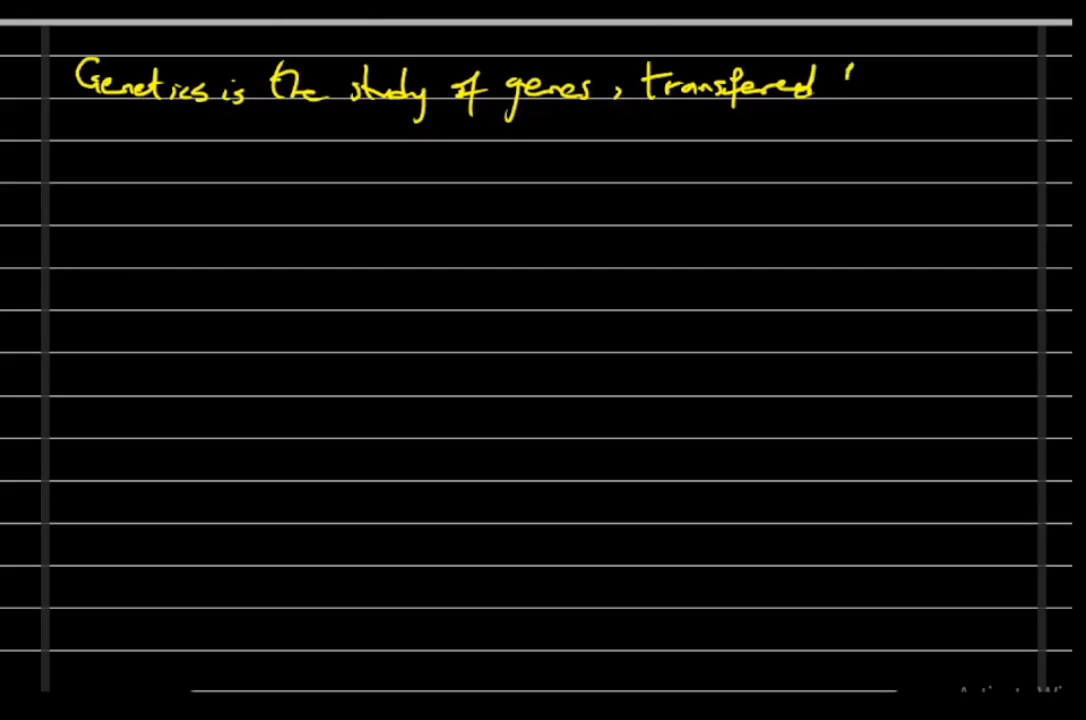 Genetics is the study of genes, transfered